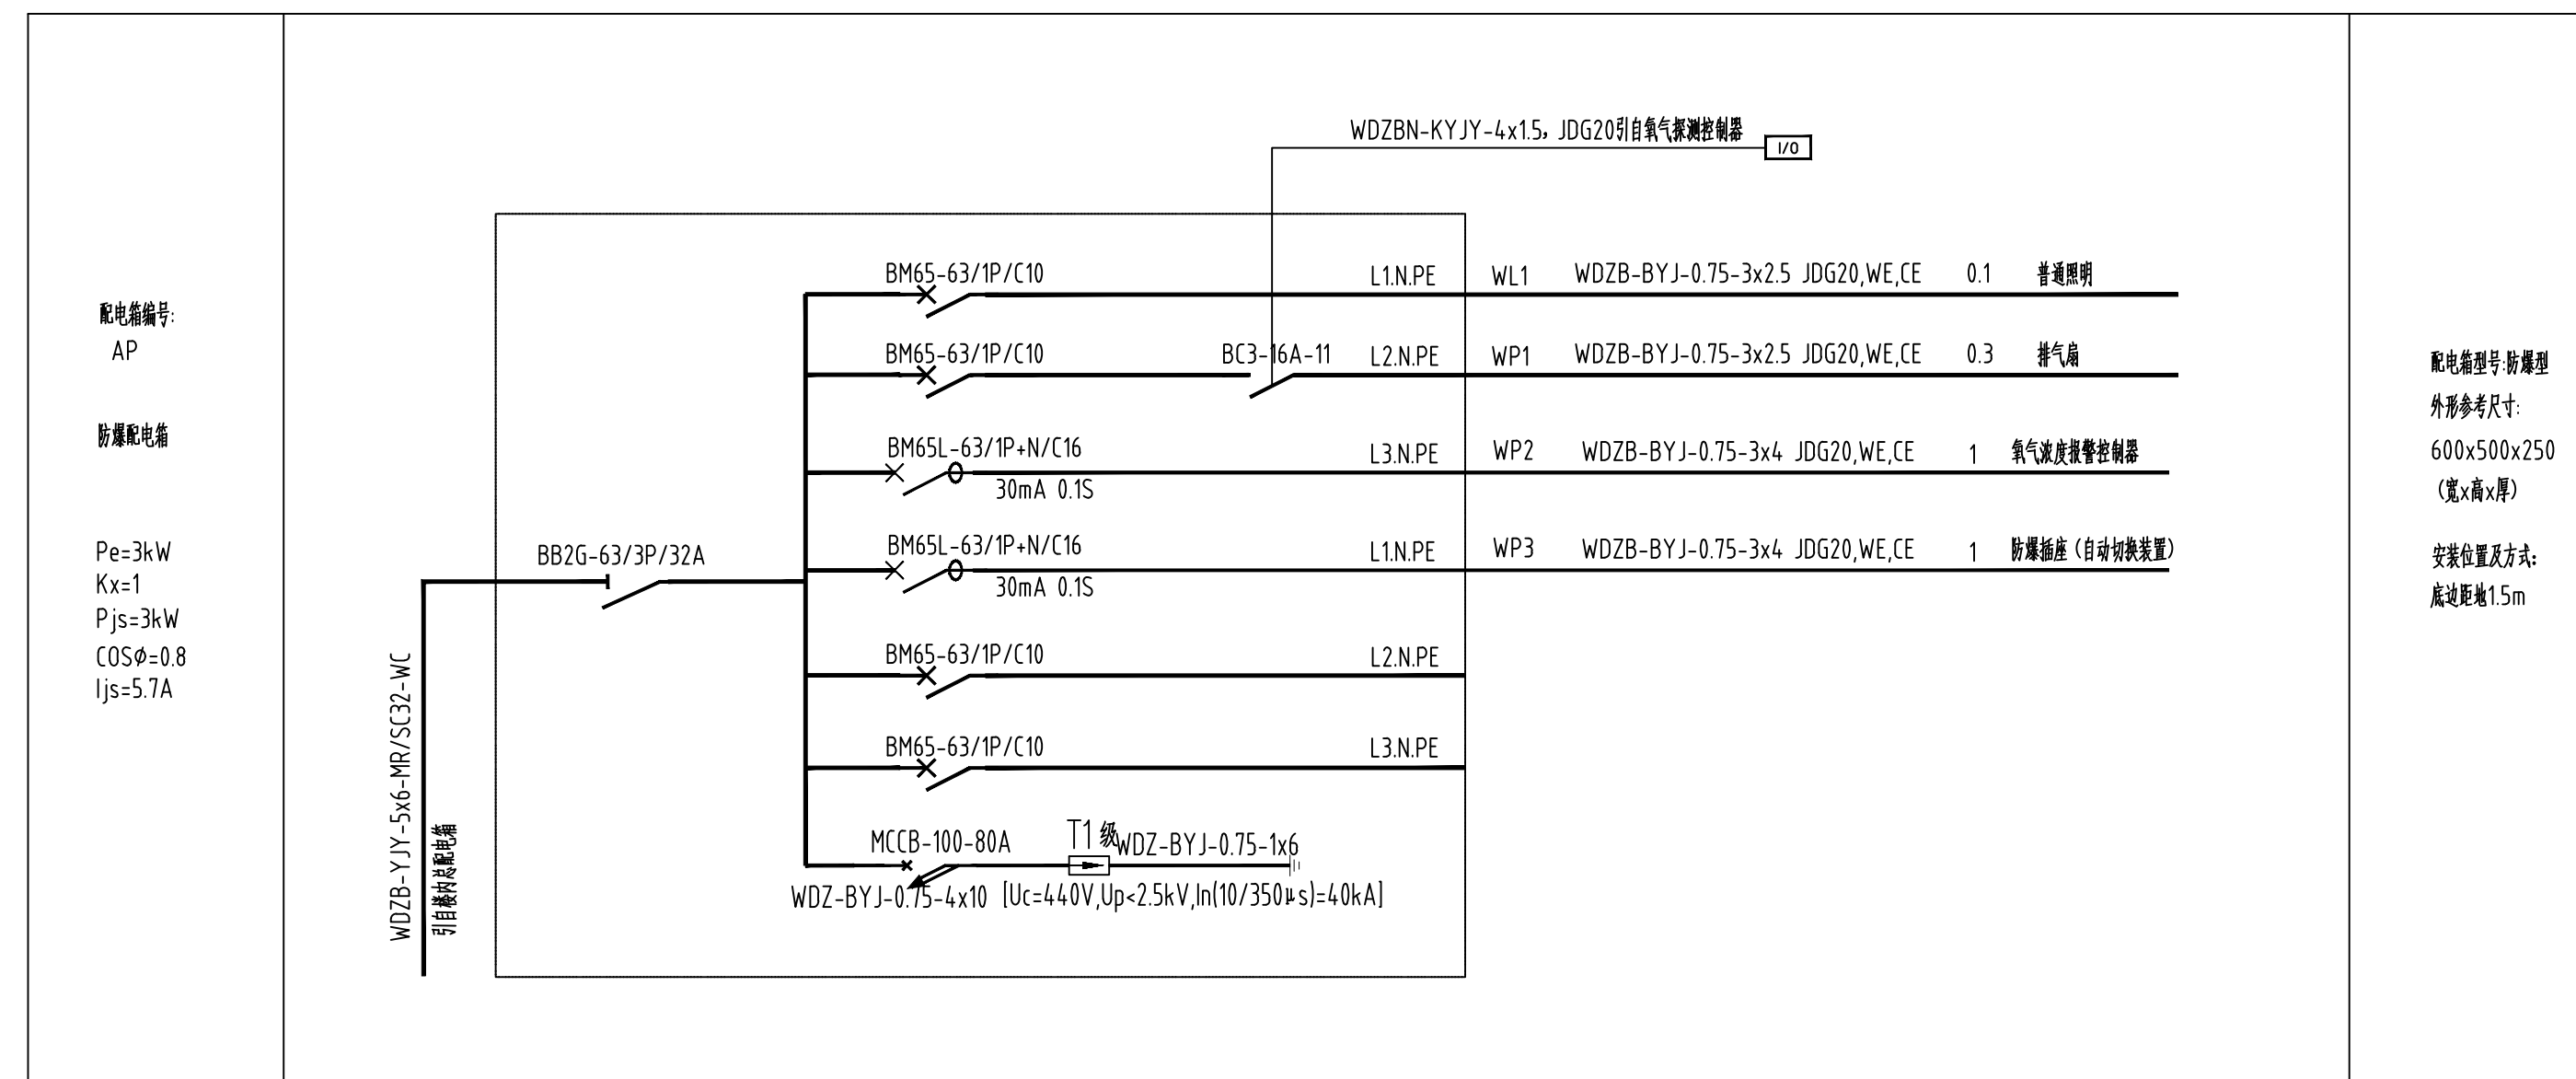 WDZBN-KYJY-4x1.5，JDG20引自氧气探测控制器
I/O
配电箱编号:
AP
防爆配电箱
Pe=3kW
Kx=1
Pjs=3kW
COSφ=0.8
Ijs=5.7A
WDZB-YJY-5x6-MR/SC32-WC
引自楼内总配电箱
BB2G-63/3P/32A
BM65-63/1P/C10 L1.N.PE WL1 WDZB-BYJ-0.75-3x2.5 JDG20,WE,CE 0.1 普通照明
BM65-63/1P/C10 BC3-16A-11 L2.N.PE WP1 WDZB-BYJ-0.75-3x2.5 JDG20,WE,CE 0.3 排气扇
BM65L-63/1P+N/C16 L3.N.PE WP2 WDZB-BYJ-0.75-3x4 JDG20,WE,CE 1 氧气浓度报警控制器
30mA 0.1S
BM65L-63/1P+N/C16 L1.N.PE WP3 WDZB-BYJ-0.75-3x4 JDG20,WE,CE 1 防爆插座（自动切换装置）
30mA 0.1S
BM65-63/1P/C10 L2.N.PE
BM65-63/1P/C10 L3.N.PE
MCCB-100-80A T1级 WDZ-BYJ-0.75-1x6
WDZ-BYJ-0.75-4x10 [Uc=440V,Up<2.5kV,In(10/350μs)=40kA]
配电箱型号:防爆型
外形参考尺寸:
600x500x250
（宽x高x厚）
安装位置及方式:
底边距地1.5m